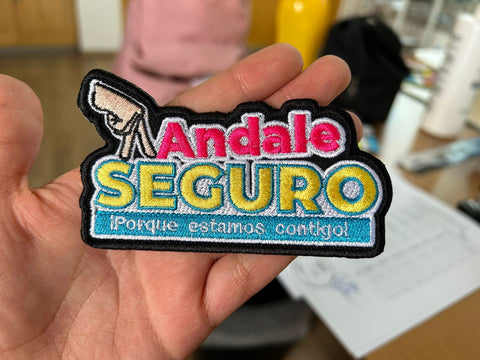 Andale
SEGURO
¡Porque estamos contigo!